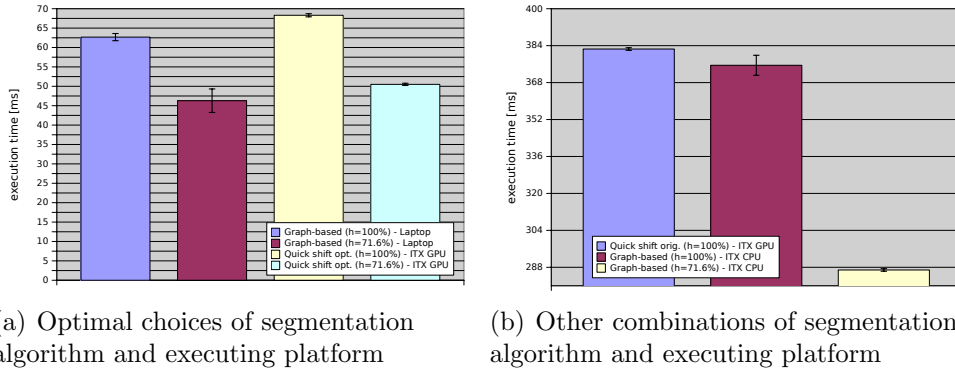 70
65
60
55
50
45
40
35
30
25
20
15
10
5
0
execution time [ms]
Graph-based (h=100%) - Laptop
Graph-based (h=71.6%) - Laptop
Quick shift opt. (h=100%) - ITX GPU
Quick shift opt. (h=71.6%) - ITX GPU
400
384
368
352
336
320
304
288
execution time [ms]
Quick shift orig. (h=100%) - ITX GPU
Graph-based (h=100%) - ITX CPU
Graph-based (h=71.6%) - ITX CPU
a) Optimal choices of segmentation
algorithm and executing platform
(b) Other combinations of segmentation
algorithm and executing platform